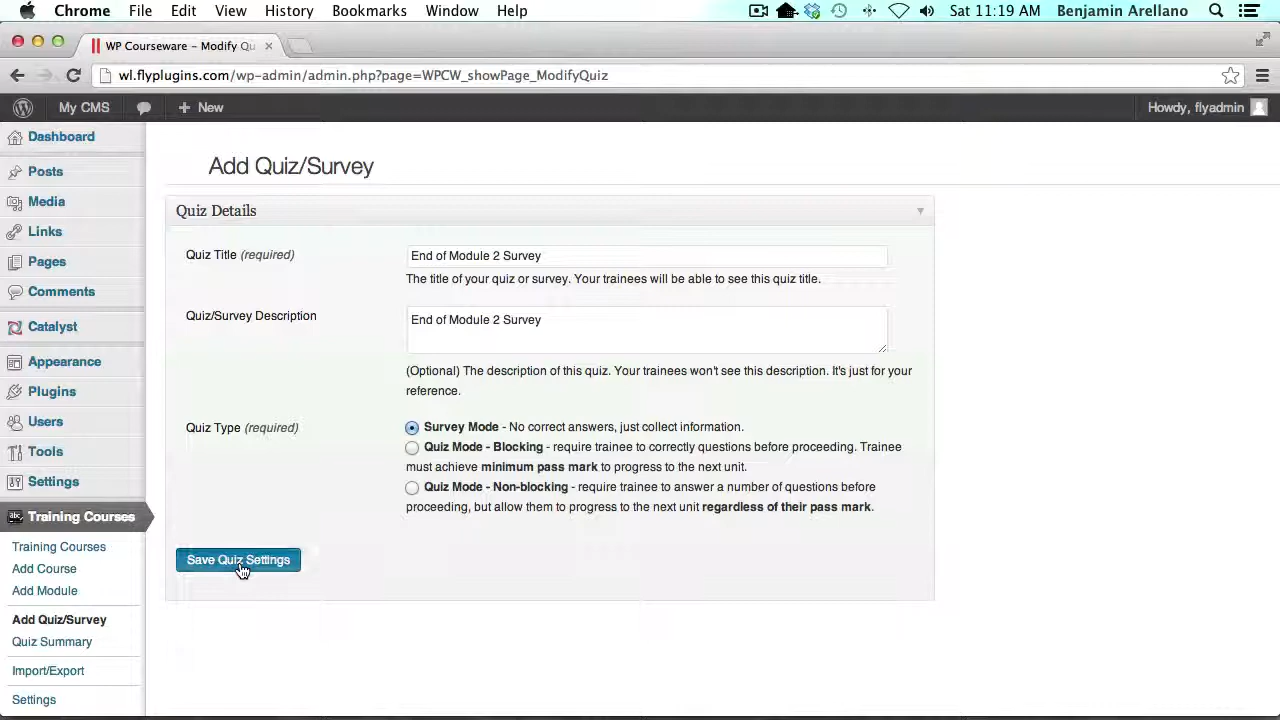 Chrome File Edit View History Bookmarks Window Help Sat 11:19 AM Benjamin Arellano
WP Courseware – Modify Qu
wl.flyplugins.com/wp-admin/admin.php?page=WPCW_showPage_ModifyQuiz
My CMS New Howdy, flyadmin
Dashboard
Posts
Media
Links
Pages
Comments
Catalyst
Appearance
Plugins
Users
Tools
Settings
Training Courses
Training Courses
Add Course
Add Module
Add Quiz/Survey
Quiz Summary
Import/Export
Settings
Add Quiz/Survey
Quiz Details
Quiz Title (required) End of Module 2 Survey
The title of your quiz or survey. Your trainees will be able to see this quiz title.
Quiz/Survey Description End of Module 2 Survey
(Optional) The description of this quiz. Your trainees won't see this description. It's just for your
reference.
Quiz Type (required) Survey Mode - No correct answers, just collect information.
Quiz Mode - Blocking - require trainee to correctly questions before proceeding. Trainee
must achieve minimum pass mark to progress to the next unit.
Quiz Mode - Non-blocking - require trainee to answer a number of questions before
proceeding, but allow them to progress to the next unit regardless of their pass mark.
Save Quiz Settings